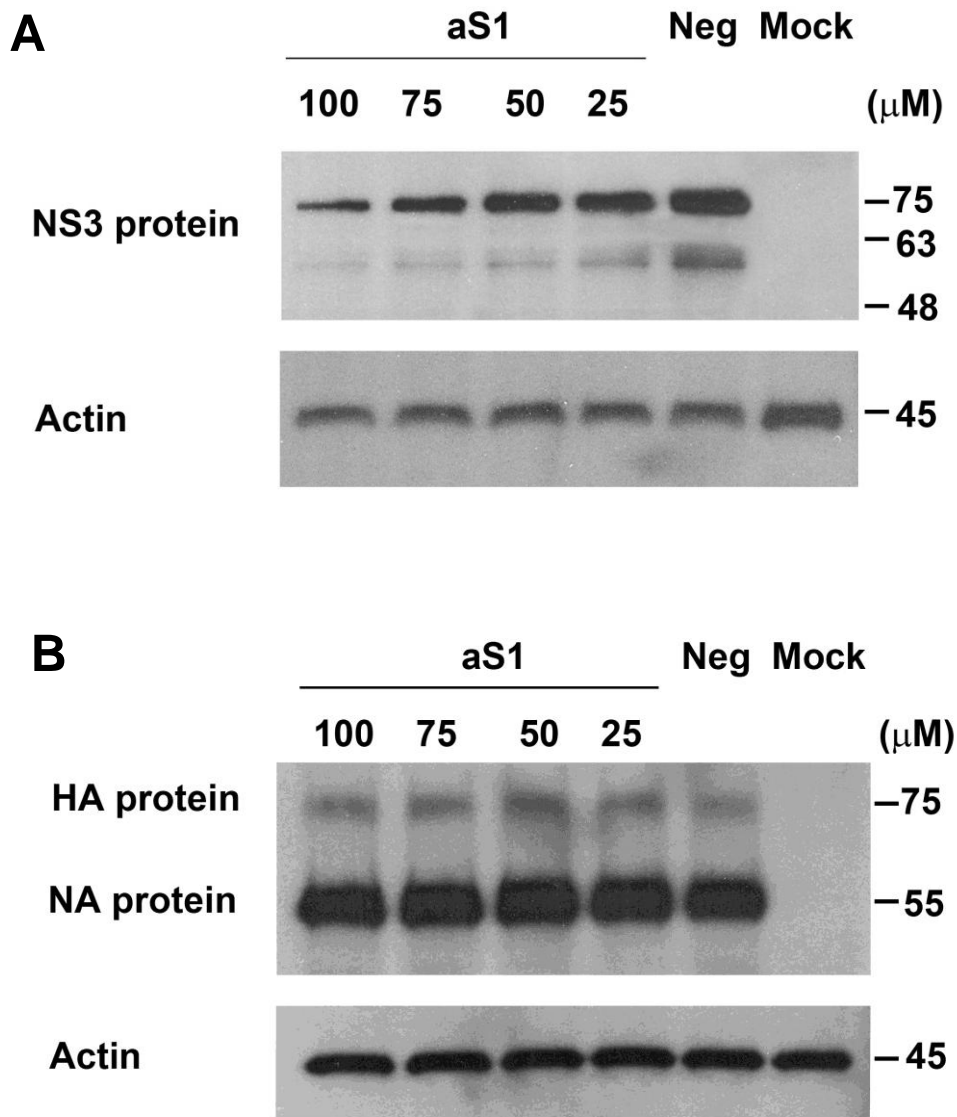 A
aS1 Neg Mock
100 75 50 25 (μM)
NS3 protein
75
63
48
Actin
45
B
aS1 Neg Mock
100 75 50 25 (μM)
HA protein
75
NA protein
55
Actin
45